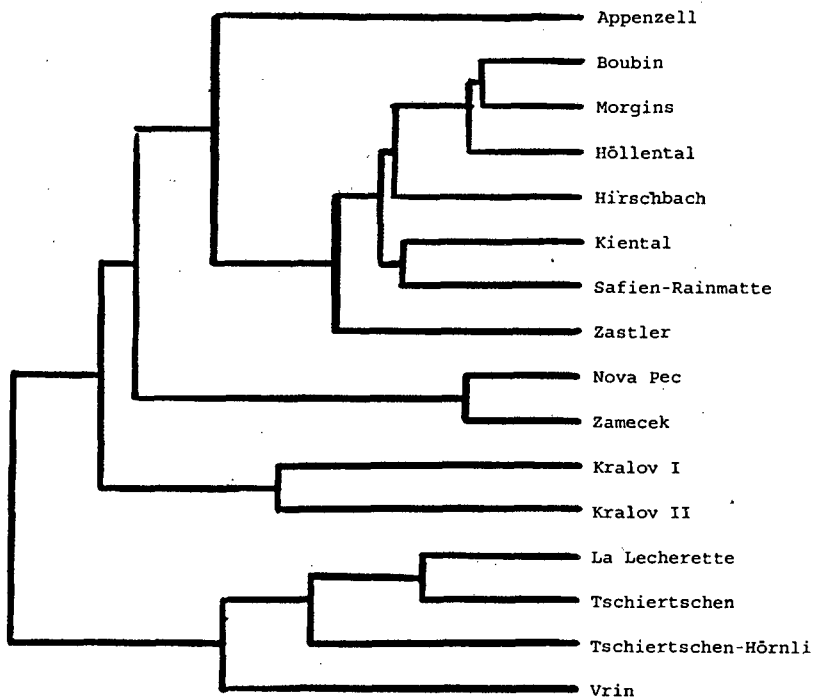 Appenzell
Boubin
Morgins
Höllental
Hirschbach
Kiental
Safien-Rainmatte
Zastler
Nova Pec
Zamecek
Kralov I
Kralov II
La Lecherette
Tschiertschen
Tschiertschen-Hörnli
Vrin